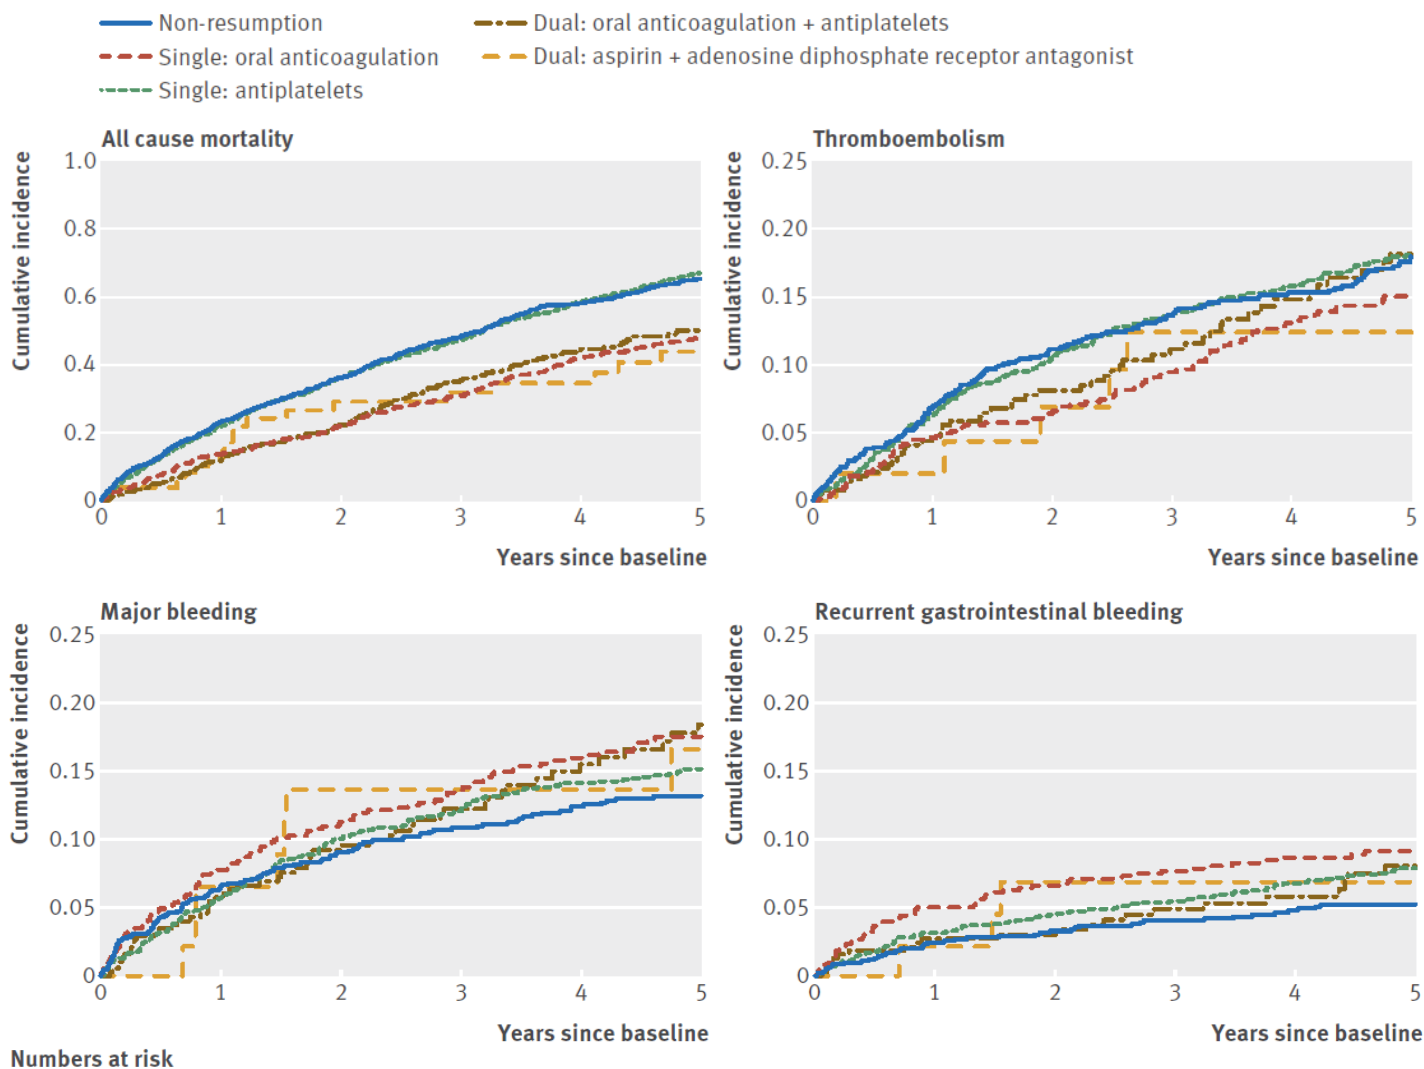 Non-resumption
Dual: oral anticoagulation + antiplatelets
Single: oral anticoagulation
Dual: aspirin + adenosine diphosphate receptor antagonist
Single: antiplatelets
All cause mortality
Cumulative incidence
1.0
0.8
0.6
0.4
0.2
0
0 1 2 3 4 5
Years since baseline
Thromboembolism
Cumulative incidence
0.25
0.20
0.15
0.10
0.05
0
0 1 2 3 4 5
Years since baseline
Major bleeding
Cumulative incidence
0.25
0.20
0.15
0.10
0.05
0
0 1 2 3 4 5
Years since baseline
Recurrent gastrointestinal bleeding
Cumulative incidence
0.25
0.20
0.15
0.10
0.05
0
0 1 2 3 4 5
Years since baseline
Numbers at risk